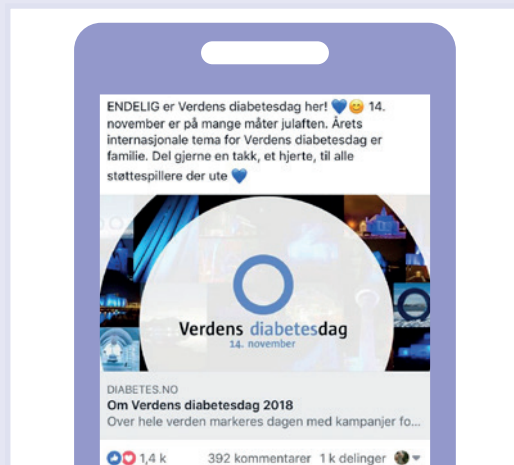 ENDELIG er Verdens diabetesdag her! 💙😊 14.
november er på mange måter julaften. Årets
internasjonale tema for Verdens diabetesdag er
familie. Del gjerne en takk, et hjerte, til alle
støttespillere der ute 💙
Verdens diabetesdag
14. november
DIABETES.NO
Om Verdens diabetesdag 2018
Over hele verden markeres dagen med kampanjer fo...
1,4 k 392 kommentarer 1 k delinger